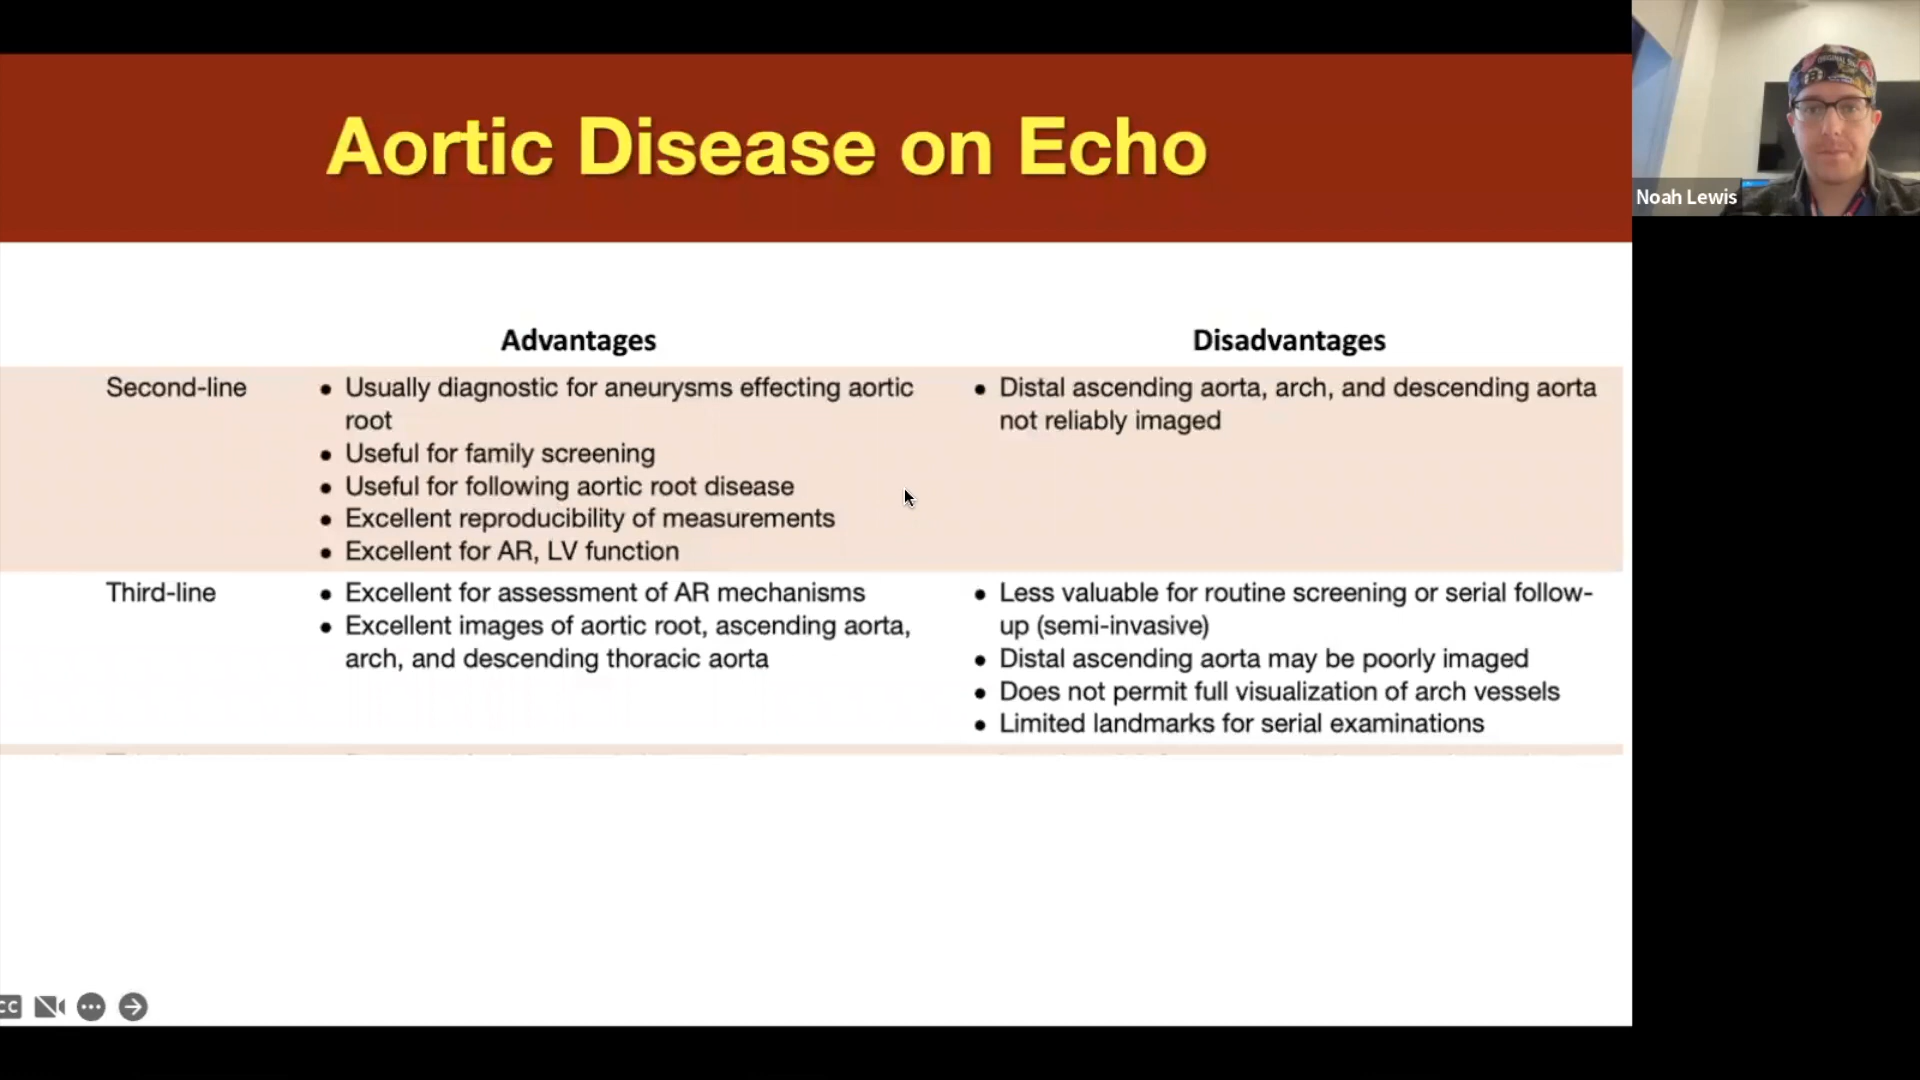 Aortic Disease on Echo
Noah Lewis
Advantages
Disadvantages
Second-line
• Usually diagnostic for aneurysms effecting aortic
root
• Useful for family screening
• Useful for following aortic root disease
• Excellent reproducibility of measurements
• Excellent for AR, LV function
• Distal ascending aorta, arch, and descending aorta
not reliably imaged
Third-line
• Excellent for assessment of AR mechanisms
• Excellent images of aortic root, ascending aorta,
arch, and descending thoracic aorta
• Less valuable for routine screening or serial follow-
up (semi-invasive)
• Distal ascending aorta may be poorly imaged
• Does not permit full visualization of arch vessels
• Limited landmarks for serial examinations
CC